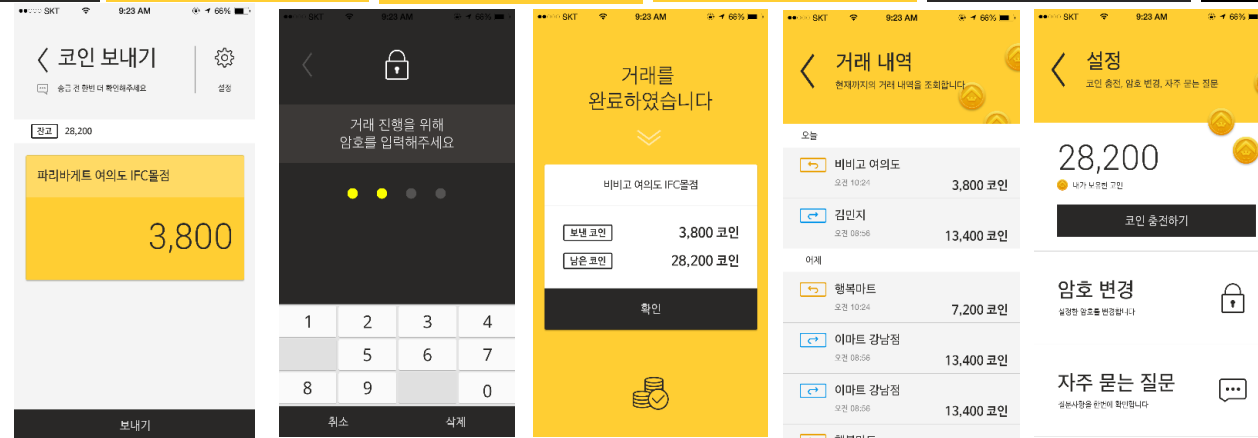 SKT 9:23 AM 66%
코인 보내기
송금 전 한번 더 확인해주세요
설정
잔고 28,200
파리바게트 여의도 IFC몰점
3,800
보내기
SKT 9:23 AM 66%
거래 진행을 위해
암호를 입력해주세요
1 2 3 4
5 6 7
8 9 0
취소 삭제
SKT 9:23 AM 66%
거래를
완료하였습니다
비비고 여의도 IFC몰점
보낸 코인 3,800 코인
남은 코인 28,200 코인
확인
SKT 9:23 AM 66%
거래 내역
현재까지의 거래 내역을 조회합니다
오늘
비비고 여의도
오전 10:24 3,800 코인
김민지
오전 08:56 13,400 코인
어제
행복마트
오전 10:24 7,200 코인
이마트 강남점
오전 08:56 13,400 코인
이마트 강남점
오전 08:56 13,400 코인
SKT 9:23 AM 66%
설정
코인 충전, 암호 변경, 자주 묻는 질문
28,200
내가 보유한 코인
코인 충전하기
암호 변경
설정한 암호를 변경합니다
자주 묻는 질문
질문사항을 한번에 확인합니다